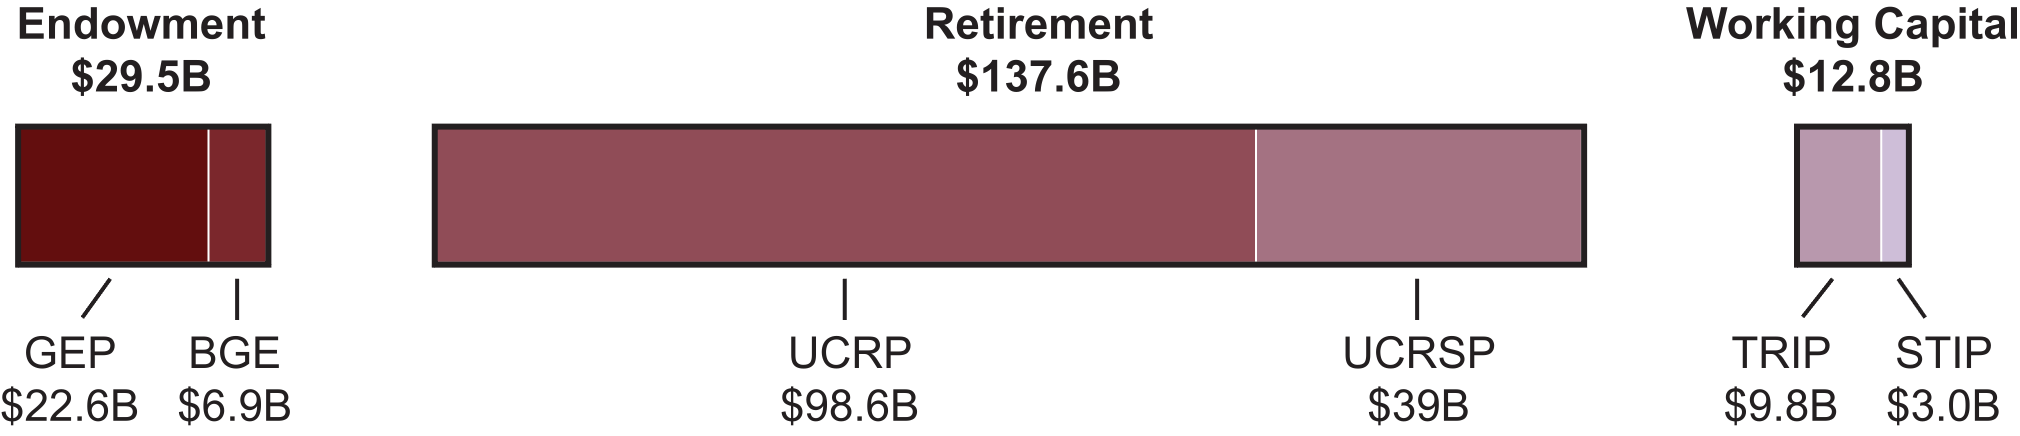 Endowment
$29.5B
Retirement
$137.6B
Working Capital
$12.8B
GEP
$22.6B
BGE
$6.9B
UCRP
$98.6B
UCRSP
$39B
TRIP
$9.8B
STIP
$3.0B